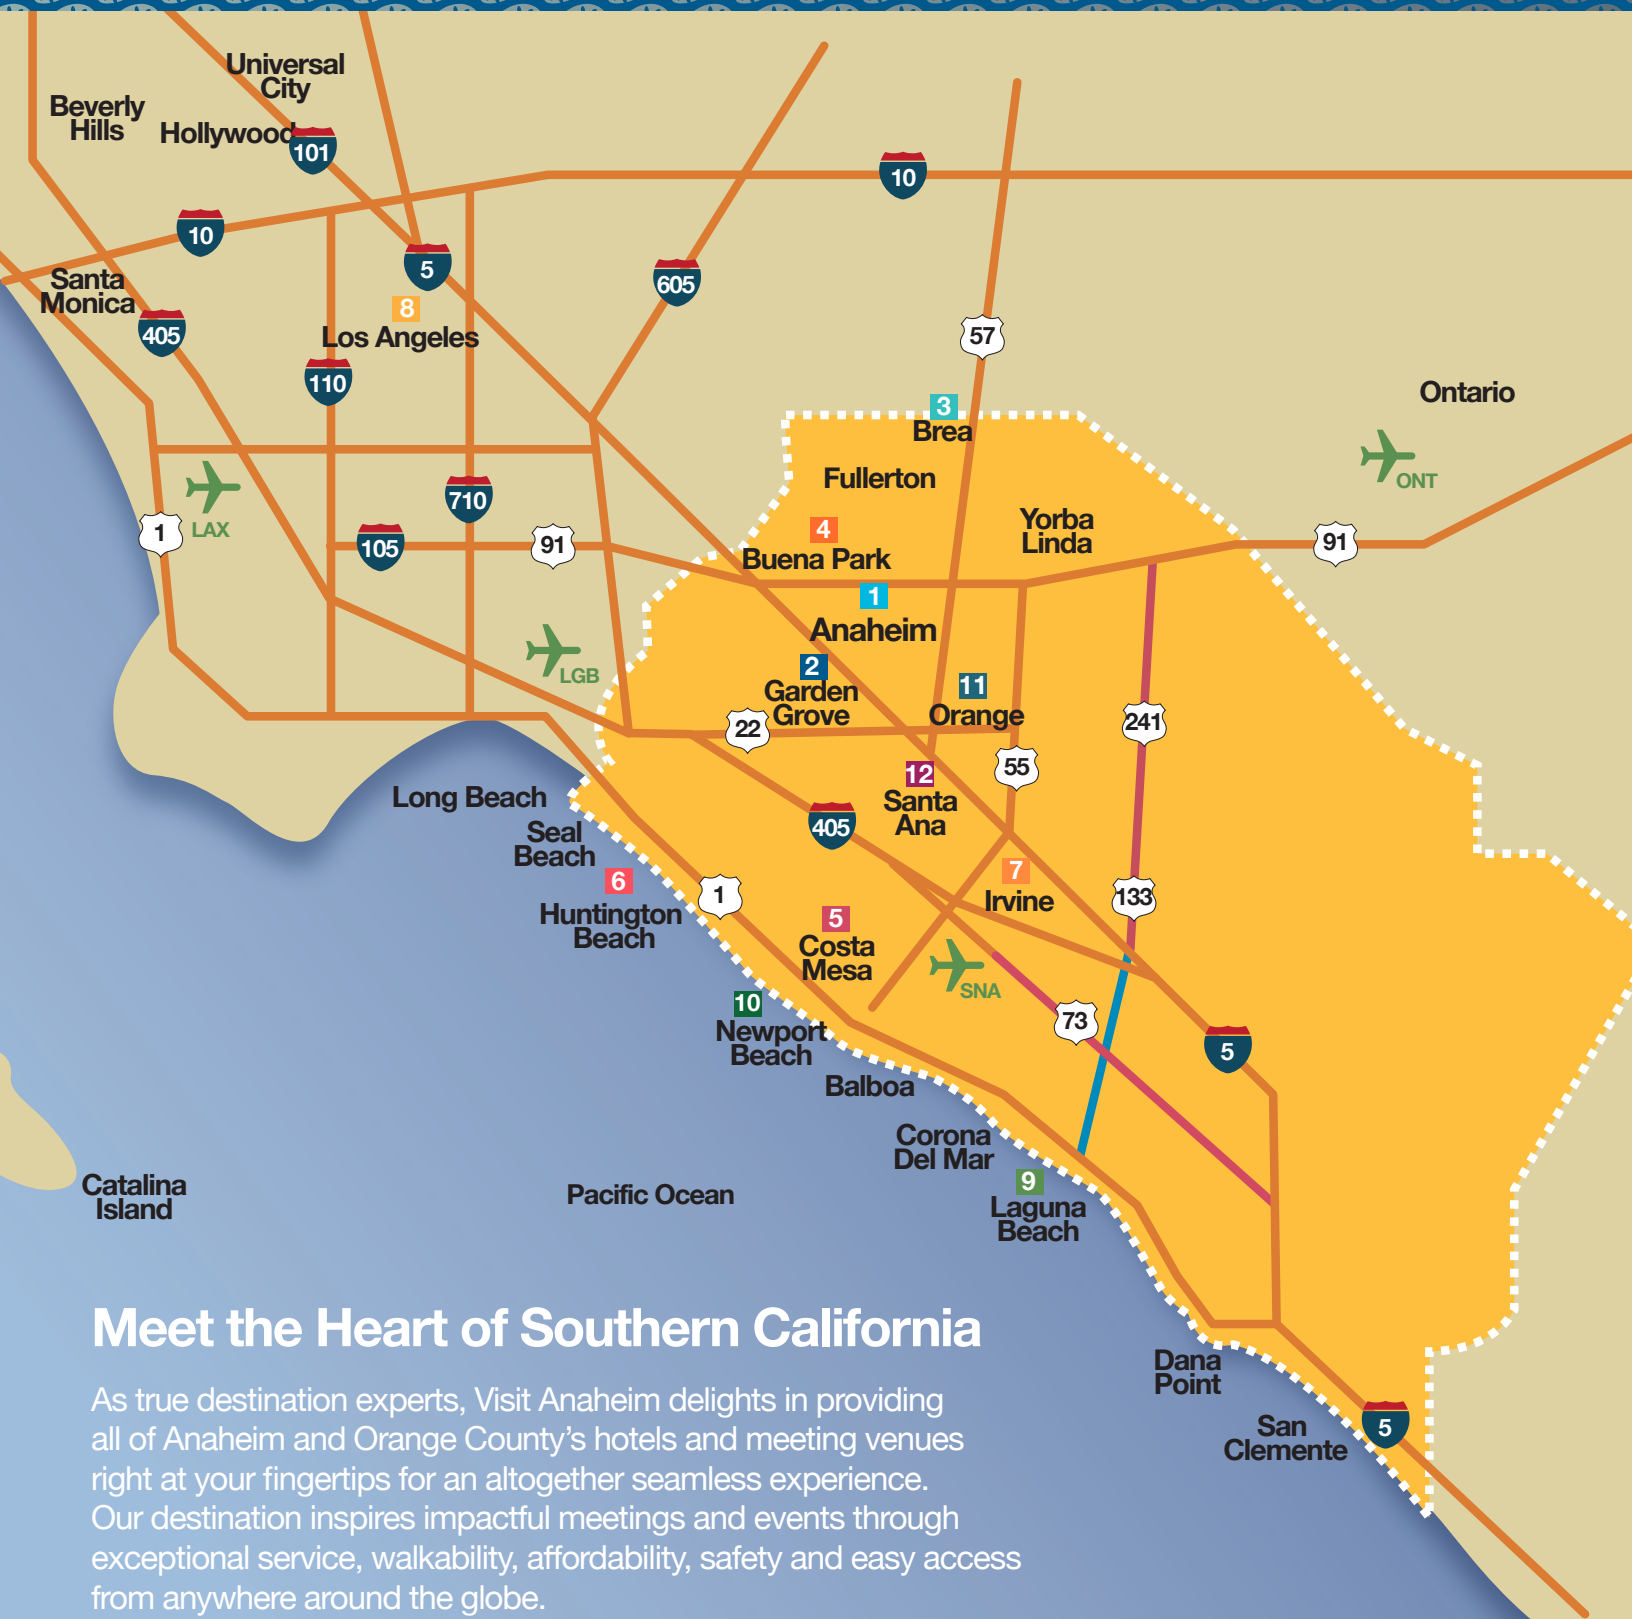 Universal
City
Beverly
Hills
Hollywood
101
10
10
5
Santa
Monica
605
405
8
Los Angeles
57
110
Ontario
3
Brea
Fullerton
ONT
710
LAX
1
4
Yorba
Linda
105
91
91
Buena Park
1
Anaheim
LGB
2
Garden
Grove
11
Orange
22
241
55
12
Santa
Ana
Long Beach
405
Seal
Beach
6
7
Irvine
1
133
Huntington
Beach
5
Costa
Mesa
SNA
10
Newport
Beach
73
5
Balboa
Corona
Del Mar
9
Laguna
Beach
Catalina
Island
Pacific Ocean
Dana
Point
San
Clemente
5
Meet the Heart of Southern California
As true destination experts, Visit Anaheim delights in providing
all of Anaheim and Orange County’s hotels and meeting venues
right at your fingertips for an altogether seamless experience.
Our destination inspires impactful meetings and events through
exceptional service, walkability, affordability, safety and easy access
from anywhere around the globe.